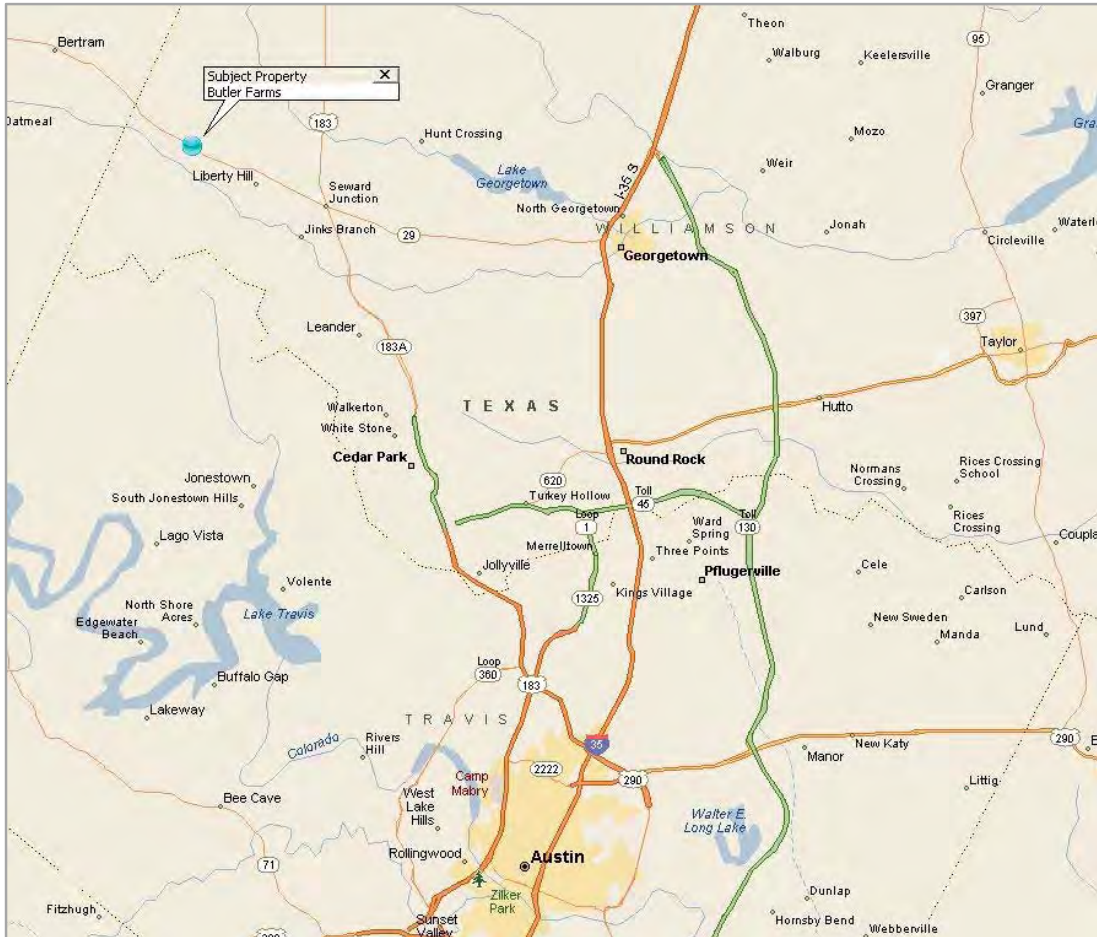 Theon
Bertram
95
Walburg
Keelersville
Subject Property
Butler Farms
Granger
Oatmeal
183
Hunt Crossing
Mozo
Lake
Georgetown
Weir
I-35 S
Liberty Hill
Seward
Junction
North Georgetown
WILLIAMSON
Jinks Branch
29
Jonah
Circleville
Georgetown
397
Leander
183A
Taylor
TEXAS
Walkerton
White Stone
Hutto
Cedar Park
Round Rock
620
Normans
Crossing
Rices Crossing
School
Jonestown
South Jonestown Hills
Turkey Hollow
Toll
45
Loop
1
Toll
130
Ward
Spring
Rices
Crossing
Lago Vista
Merrelltown
Three Points
Jollyville
Pflugerville
Cele
Volente
1325
Kings Village
Carlson
North Shore
Acres
Lake Travis
Edgewater
Beach
New Sweden
Manda
Lund
Loop
360
183
Buffalo Gap
Lakeway
TRAVIS
Colorado
Rivers
Hill
35
Manor
New Katy
290
2222
290
Camp
Mabry
Littig
Bee Cave
West
Lake
Hills
Walter E.
Long Lake
Rollingwood
Austin
71
Zilker
Park
Dunlap
Fitzhugh
Sunset
Valley
Hornsby Bend
Webberville